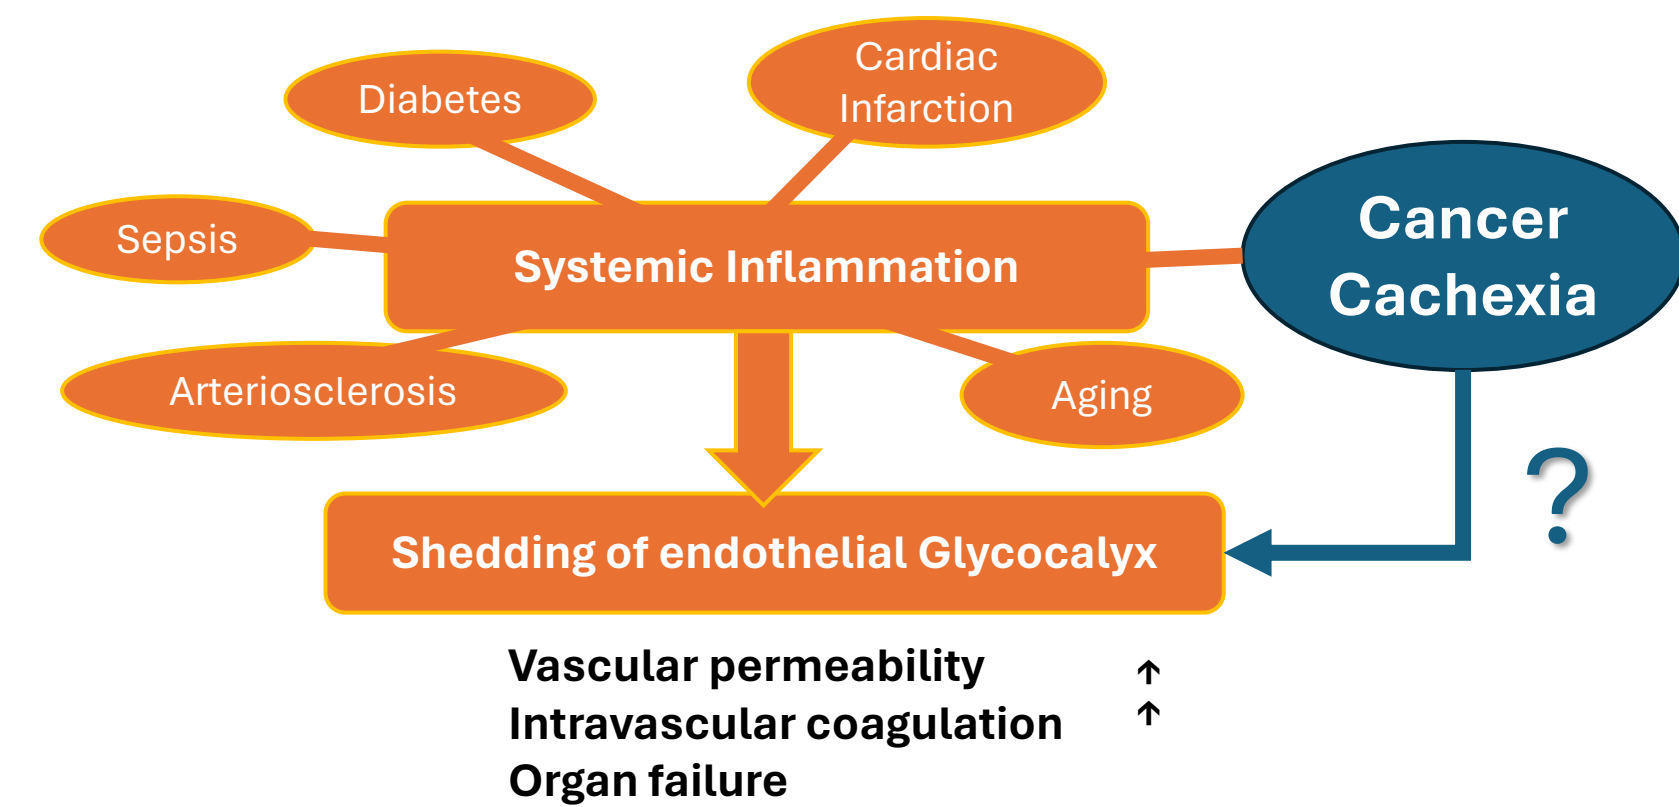 Cardiac
Infarction
Diabetes
Cancer
Cachexia
Sepsis
Systemic Inflammation
Arteriosclerosis
Aging
?
Shedding of endothelial Glycocalyx
Vascular permeability ↑
Intravascular coagulation ↑
Organ failure